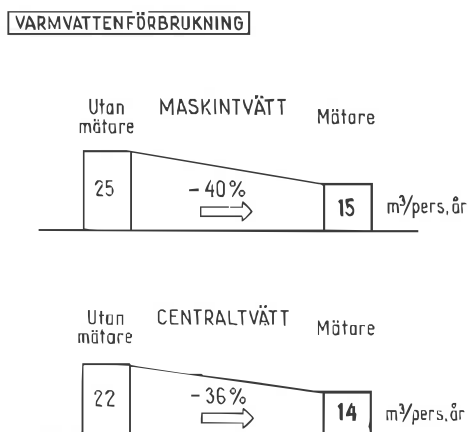 VARMVATTENFÖRBRUKNING
Utan
mätare
MASKINTVÄTT
Mätare
25
-40%
15
m³/pers, år
Utan
mätare
CENTRALTVÄTT
Mätare
22
-36%
14
m³/pers, år